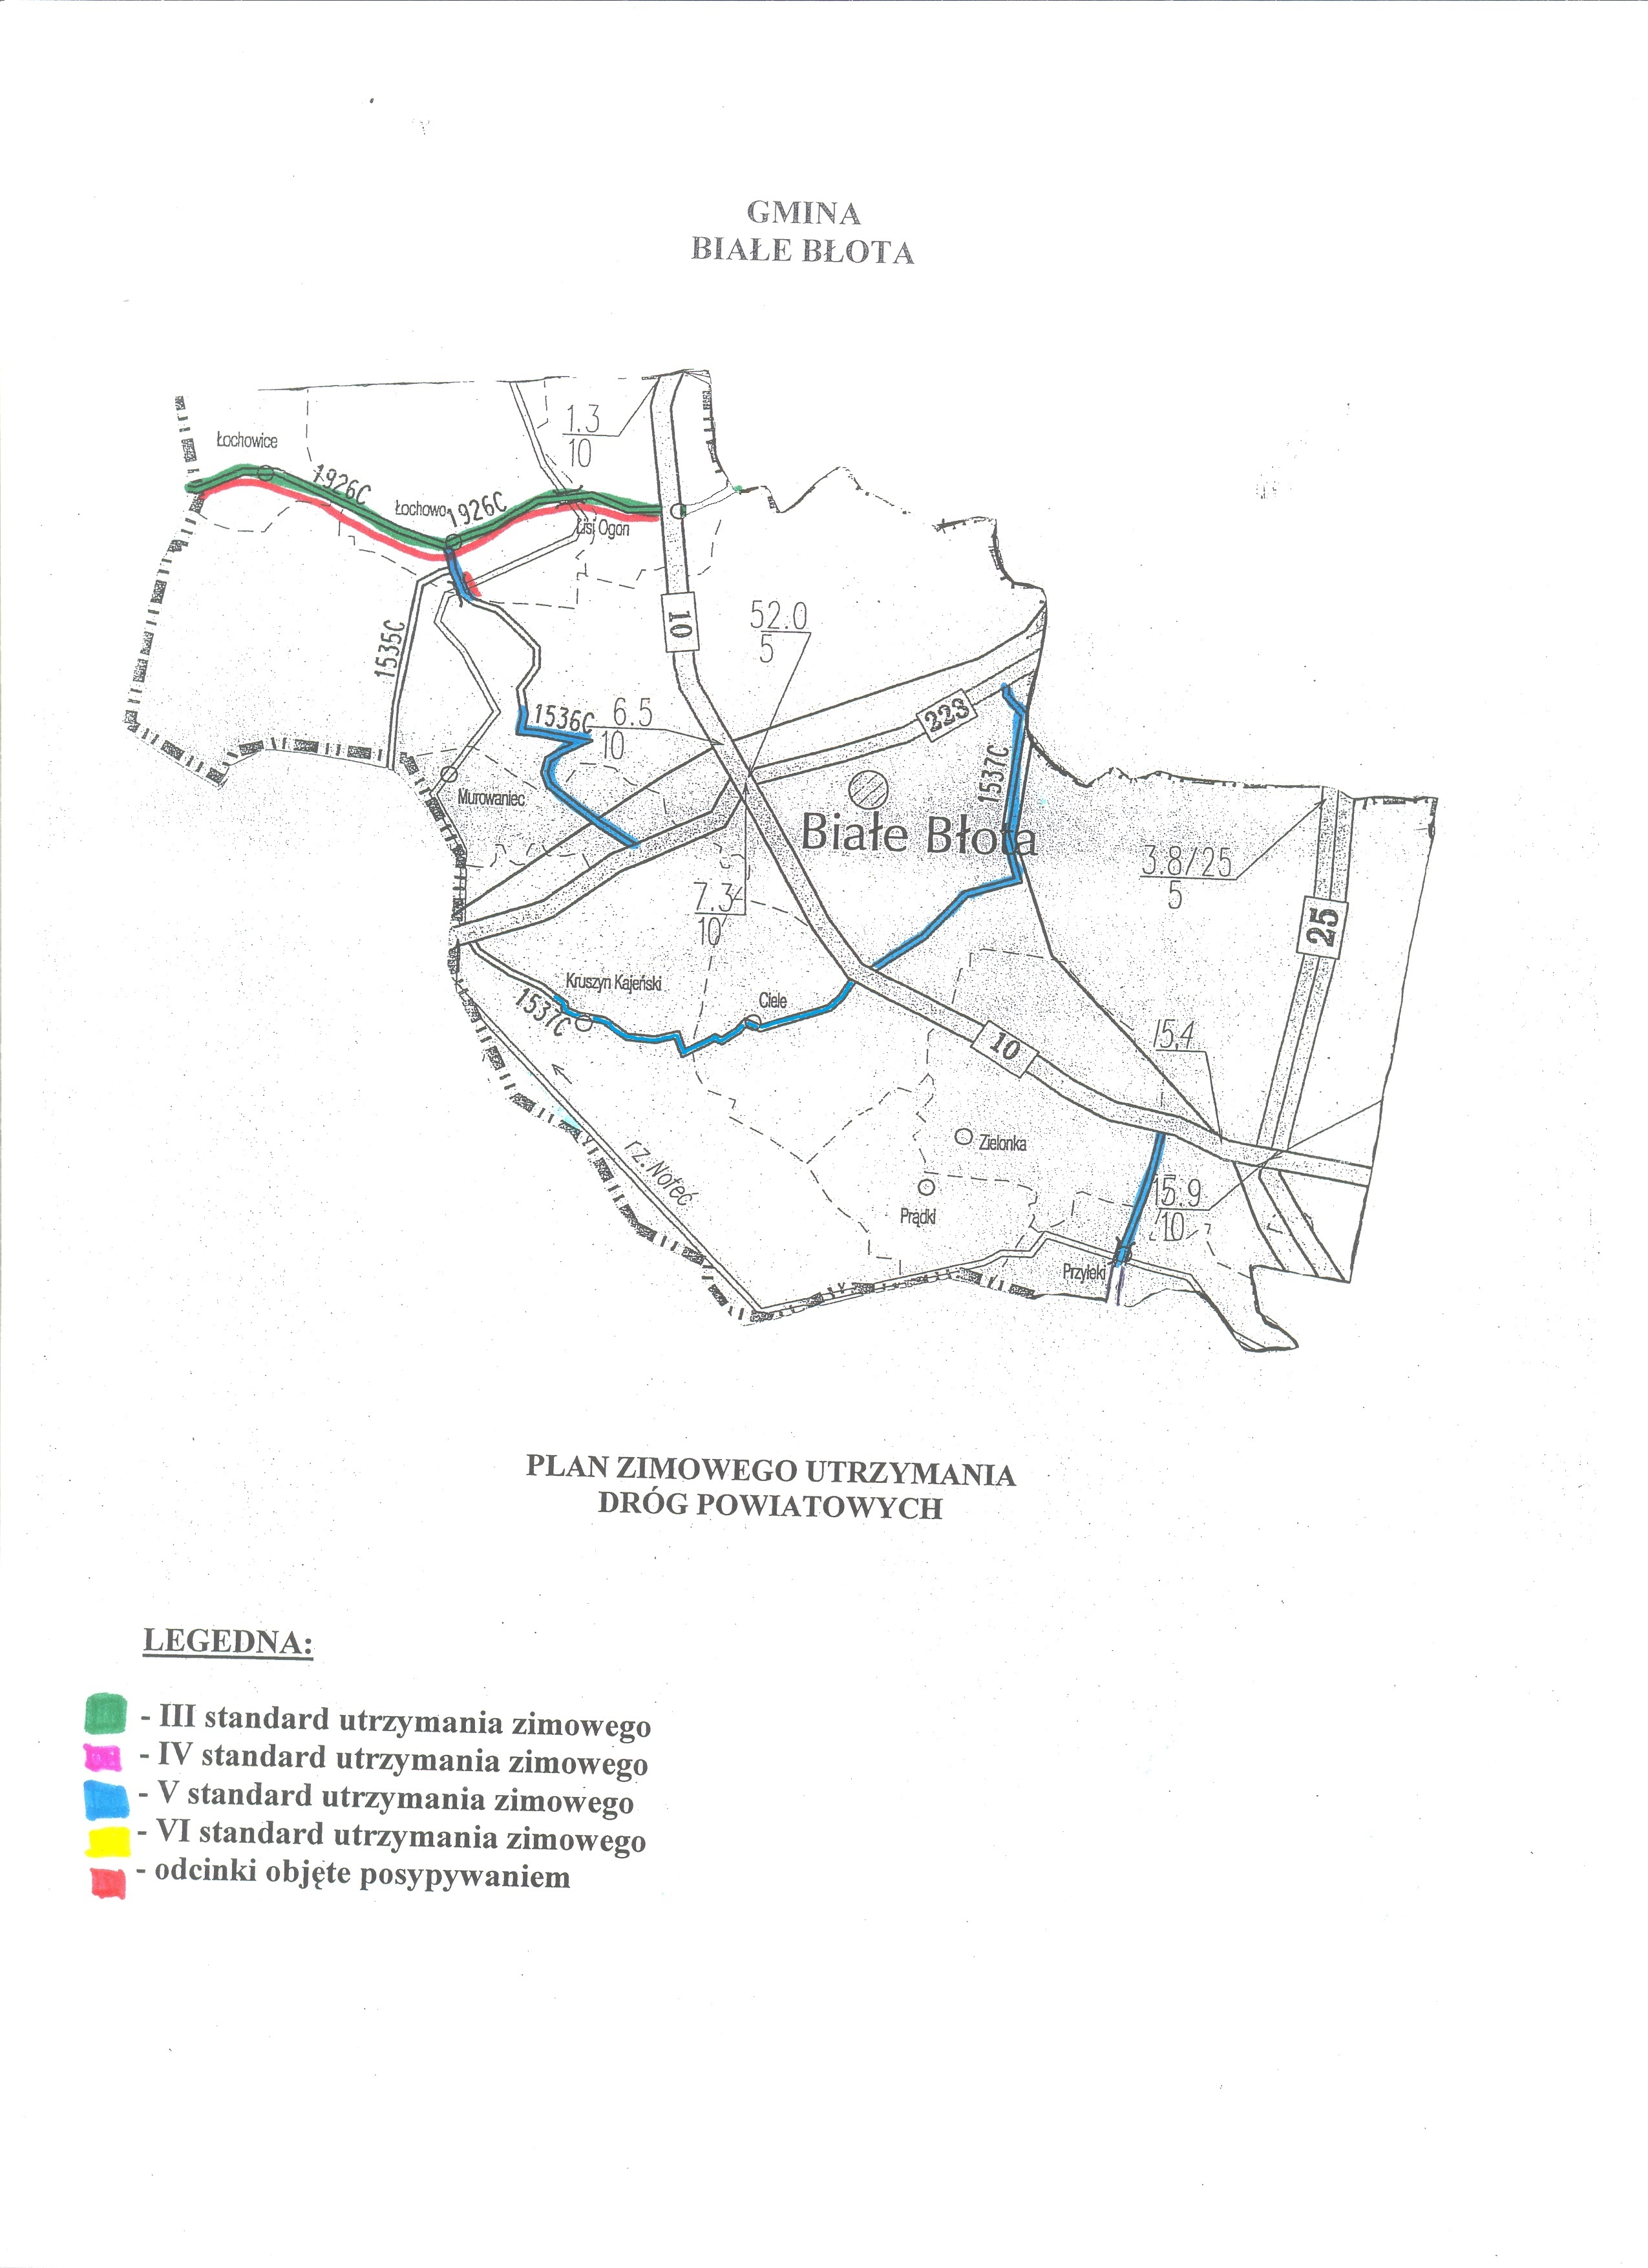 GMINA
BIAŁE BŁOTA
1.3
10
Łochowice
1926C
Łochowo
1926C
Lisi Ogon
10
52.0
5
1535C
1536C
6.5
10
223
1537C
Murowaniec
Białe Błota
3.8/25
5
7.3
10
25
Kruszyn Kajeński
1537C
Ciele
10
15,4
Zielonka
rz. Noteć
Prądki
15.9
10
Przyłęki
PLAN ZIMOWEGO UTRZYMANIA
DRÓG POWIATOWYCH
LEGEDNA:
- III standard utrzymania zimowego
- IV standard utrzymania zimowego
- V standard utrzymania zimowego
- VI standard utrzymania zimowego
- odcinki objęte posypywaniem